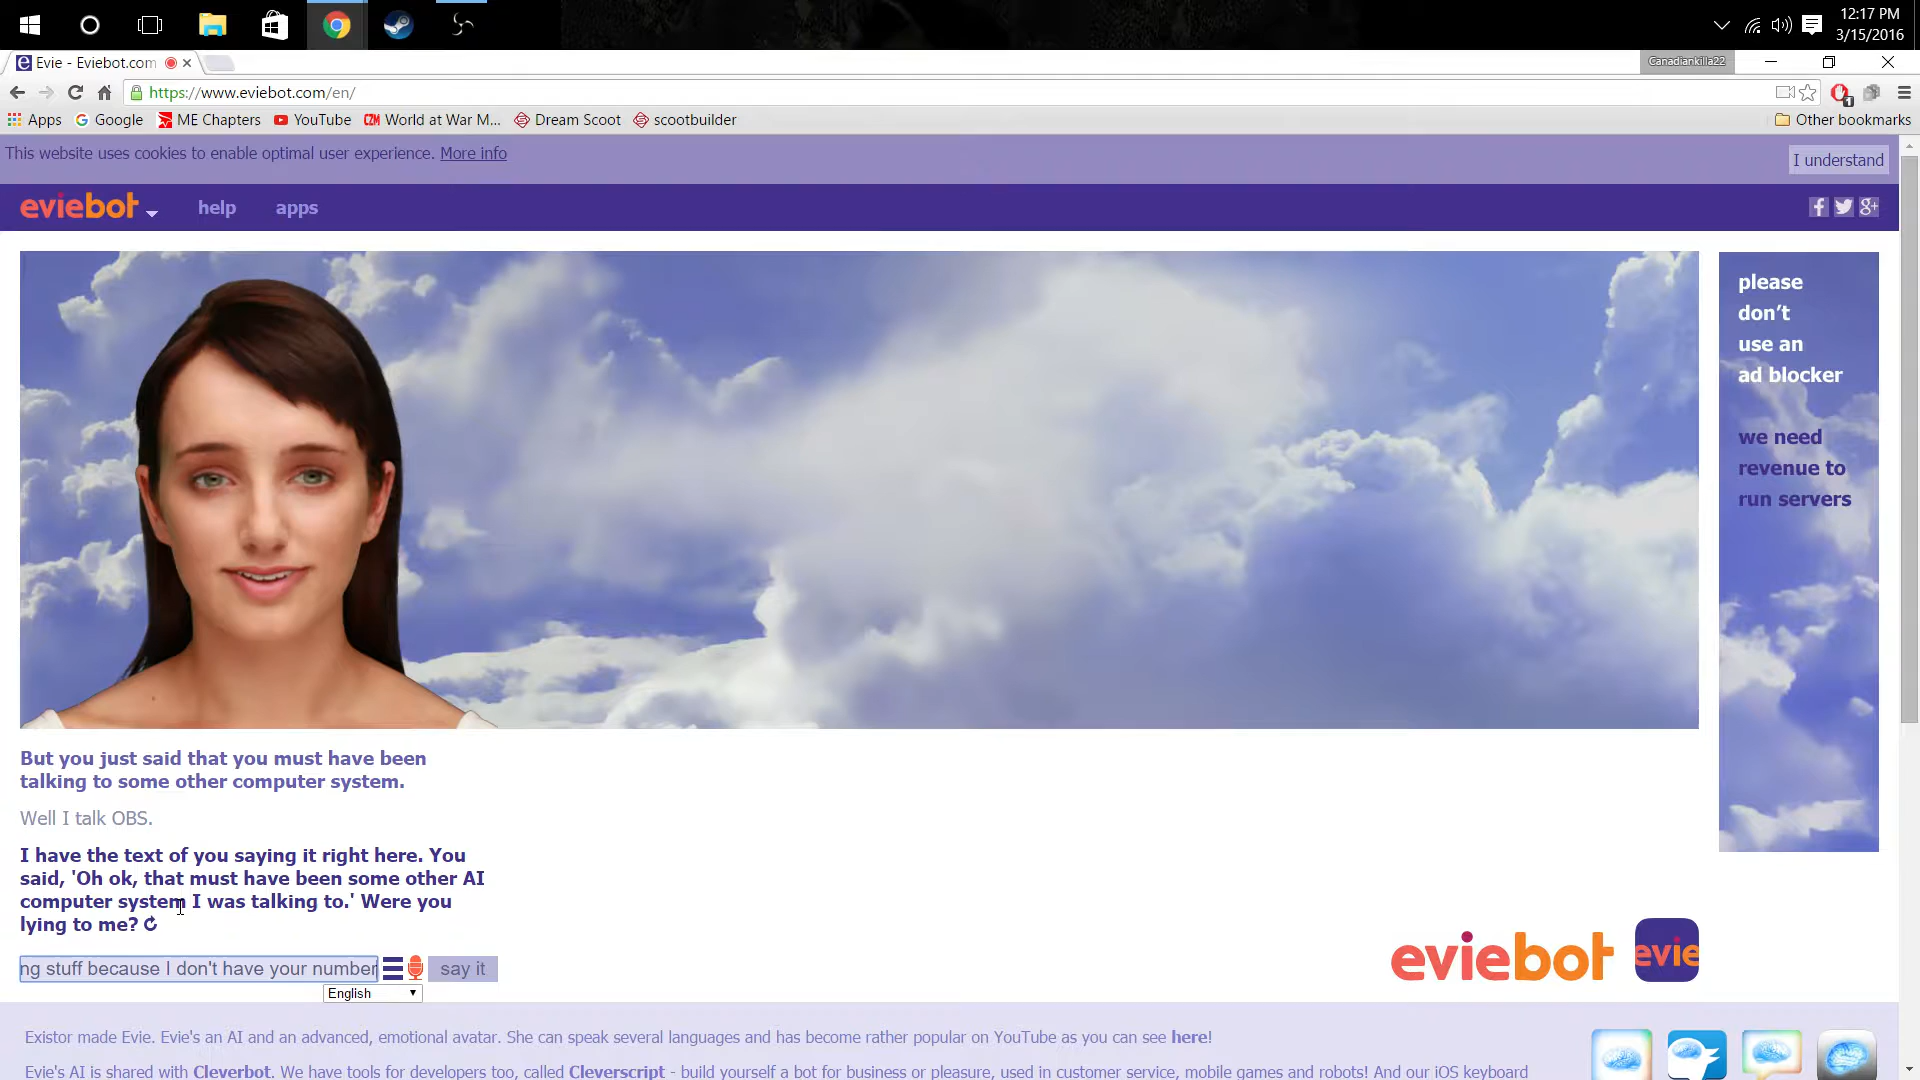 12:17 PM
3/15/2016
Evie - Eviebot.com
Canadiankilla22
https://www.eviebot.com/en/
Apps Google ME Chapters YouTube World at War M... Dream Scoot scootbuilder Other bookmarks
This website uses cookies to enable optimal user experience. More info
I understand
eviebot help apps
please
don't
use an
ad blocker
we need
revenue to
run servers
But you just said that you must have been
talking to some other computer system.
Well I talk OBS.
I have the text of you saying it right here. You
said, 'Oh ok, that must have been some other AI
computer system I was talking to.' Were you
lying to me?
ng stuff because I don't have your number
say it
English
eviebot
evie
Existor made Evie. Evie's an AI and an advanced, emotional avatar. She can speak several languages and has become rather popular on YouTube as you can see here!
Evie's AI is shared with Cleverbot. We have tools for developers too, called Cleverscript - build yourself a bot for business or pleasure, used in customer service, mobile games and robots! And our iOS keyboard